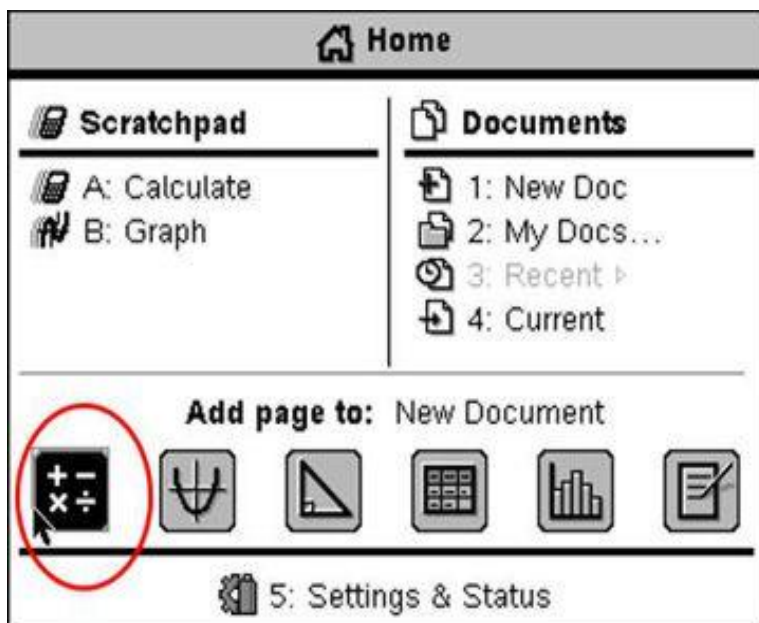 Home
Scratchpad
A: Calculate
B: Graph
Documents
1: New Doc
2: My Docs...
3: Recent ▹
4: Current
Add page to: New Document
5: Settings & Status